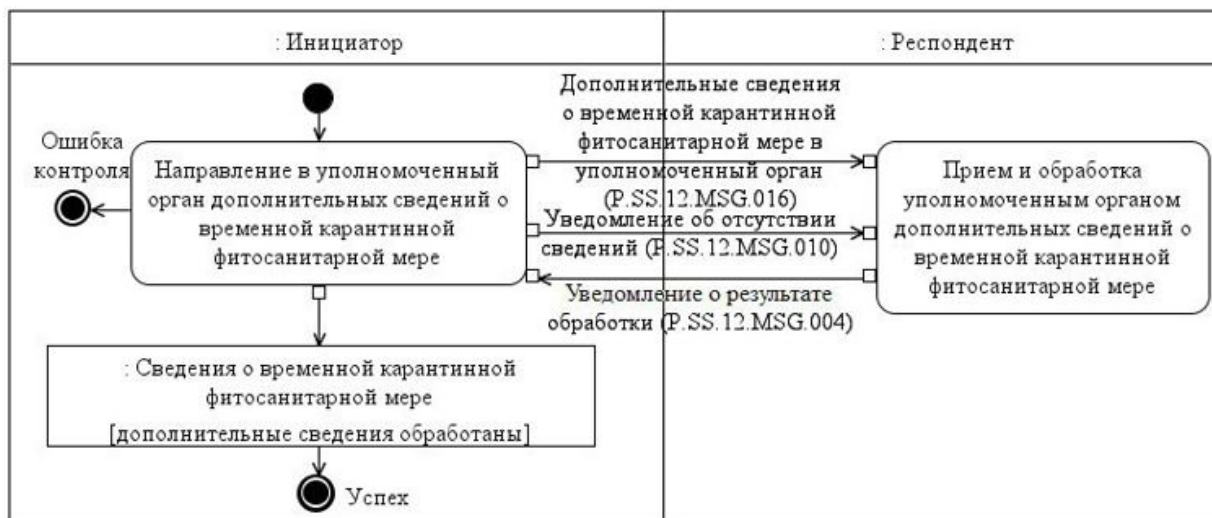 : Инициатор
: Респондент
Ошибка
контроля
Направление в уполномоченный
орган дополнительных сведений о
временной карантинной
фитосанитарной мере
Дополнительные сведения
о временной карантинной
фитосанитарной мере в
уполномоченный орган
(P.SS.12.MSG.016)
Уведомление об отсутствии
сведений (P.SS.12.MSG.010)
Уведомление о результате
обработки (P.SS.12.MSG.004)
Прием и обработка
уполномоченным органом
дополнительных сведений о
временной карантинной
фитосанитарной мере
: Сведения о временной карантинной
фитосанитарной мере
[дополнительные сведения обработаны]
Успех